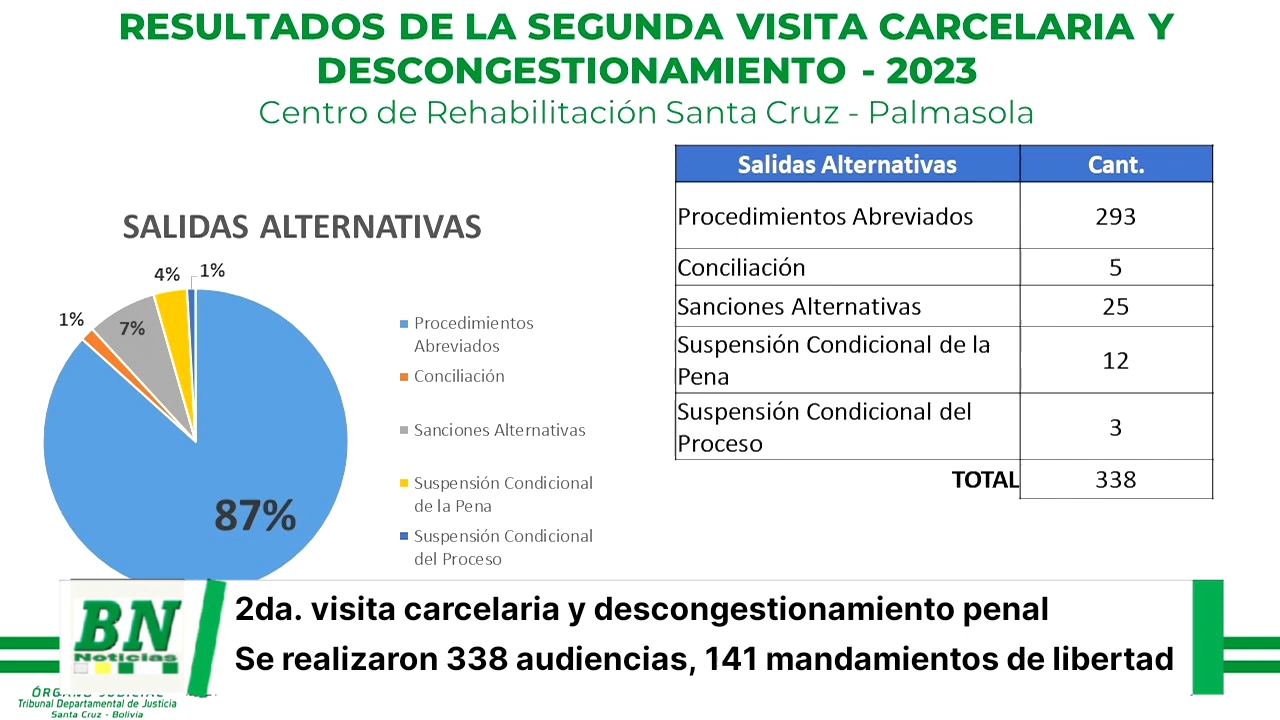 RESULTADOS DE LA SEGUNDA VISITA CARCELARIA Y
DESCONGESTIONAMIENTO - 2023
Centro de Rehabilitación Santa Cruz - Palmasola
SALIDAS ALTERNATIVAS
4%
1%
1%
7%
87%
Procedimientos
Abreviados
Conciliación
Sanciones Alternativas
Suspensión Condicional
de la Pena
Suspensión Condicional
del Proceso
Salidas Alternativas Cant.
Procedimientos Abreviados 293
Conciliación 5
Sanciones Alternativas 25
Suspensión Condicional de la
Pena 12
Suspensión Condicional del
Proceso 3
TOTAL 338
BN
Noticias
2da. visita carcelaria y descongestionamiento penal
Se realizaron 338 audiencias, 141 mandamientos de libertad
ÓRGANO JUDICIAL
Tribunal Departamental de Justicia
Santa Cruz - Bolivia